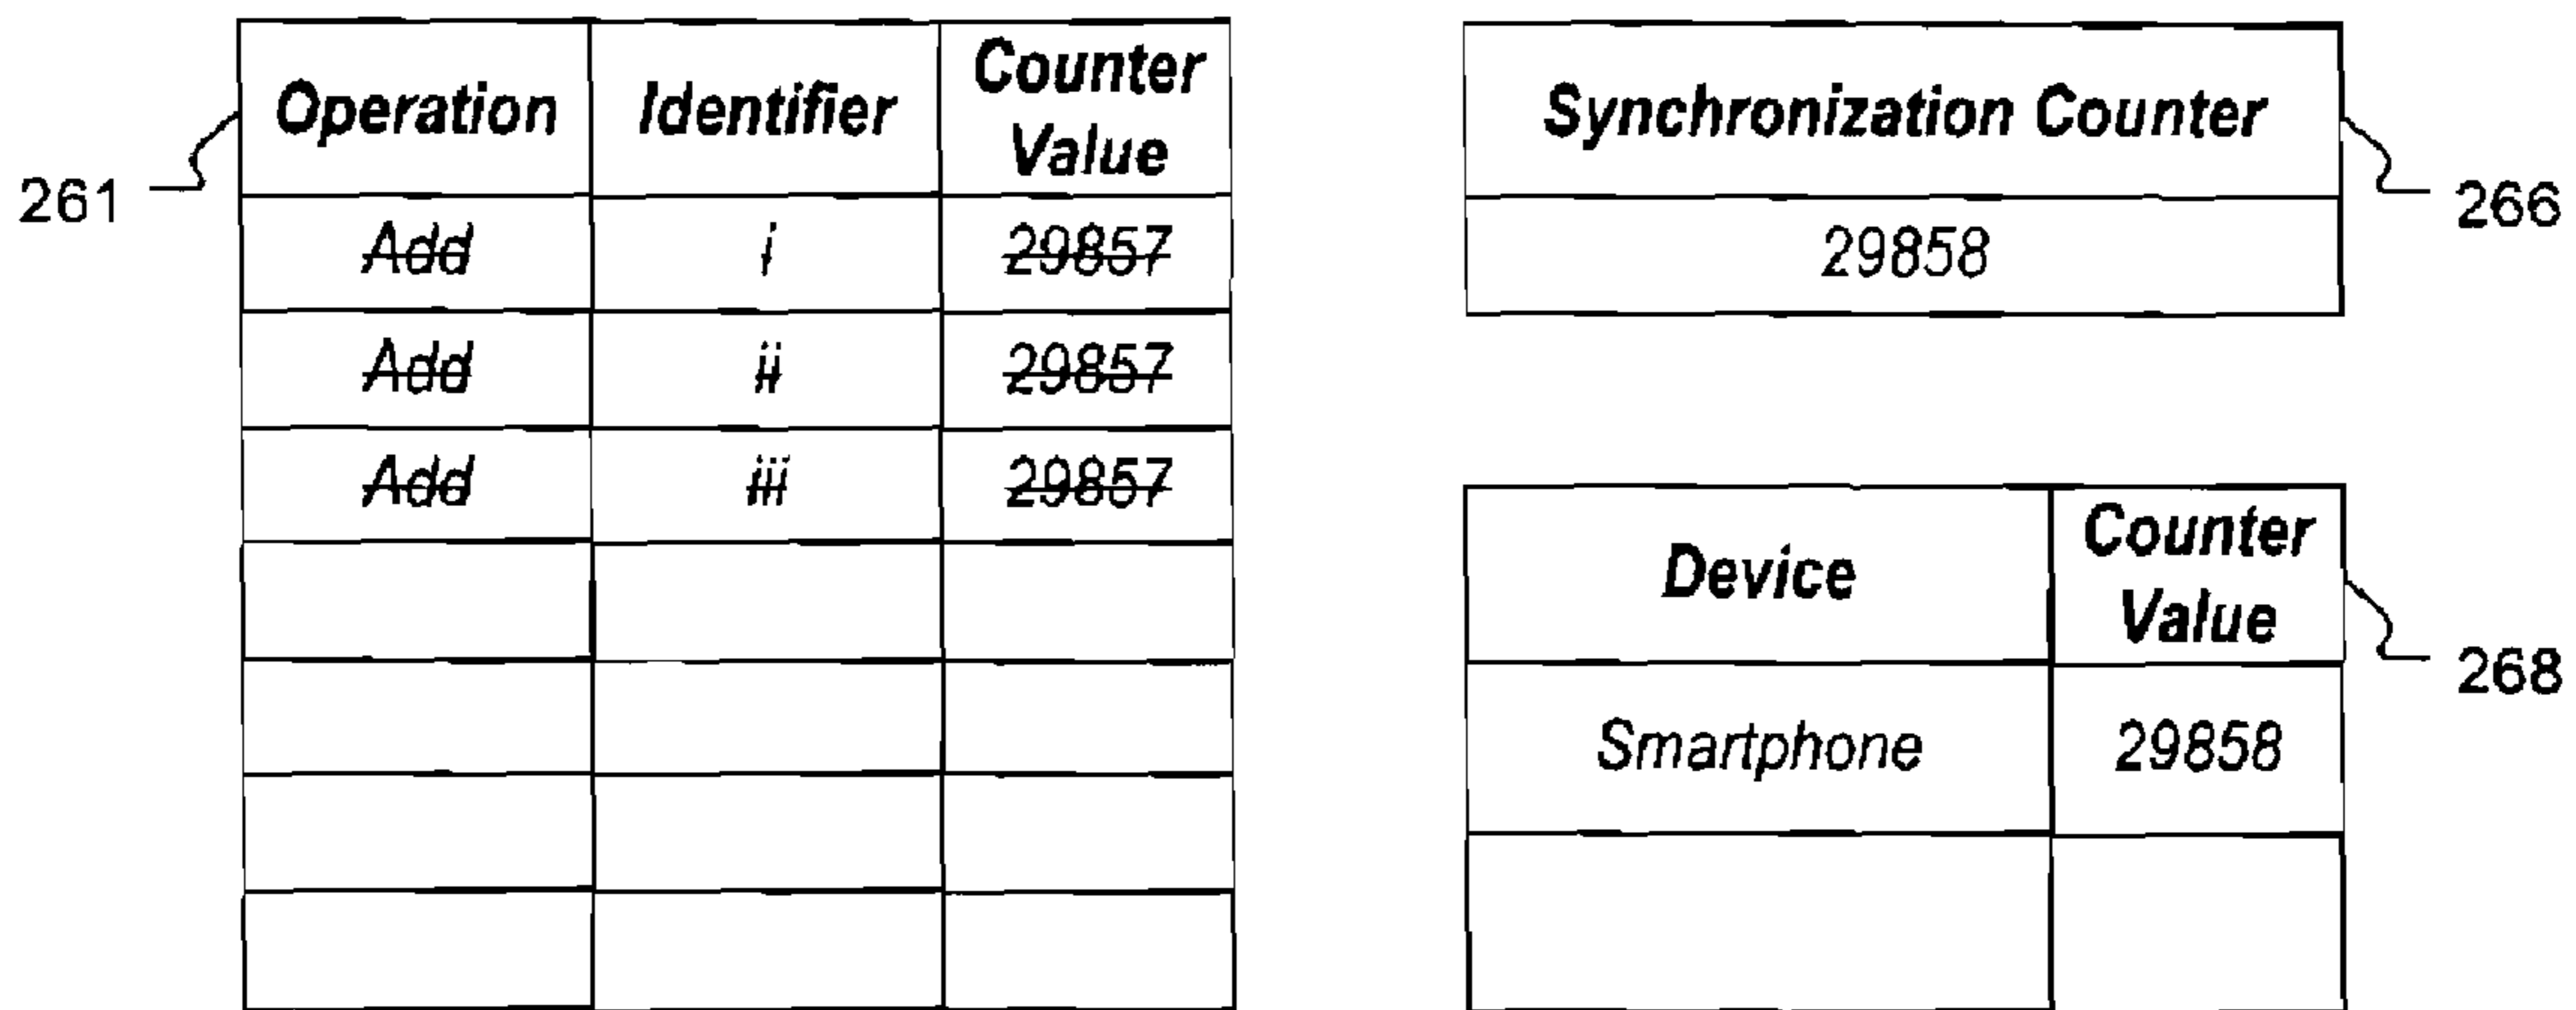 Operation Identifier Counter Value
261
Add i 29857
Add ii 29857
Add iii 29857
Synchronization Counter
266
29858
Device Counter Value
268
Smartphone 29858